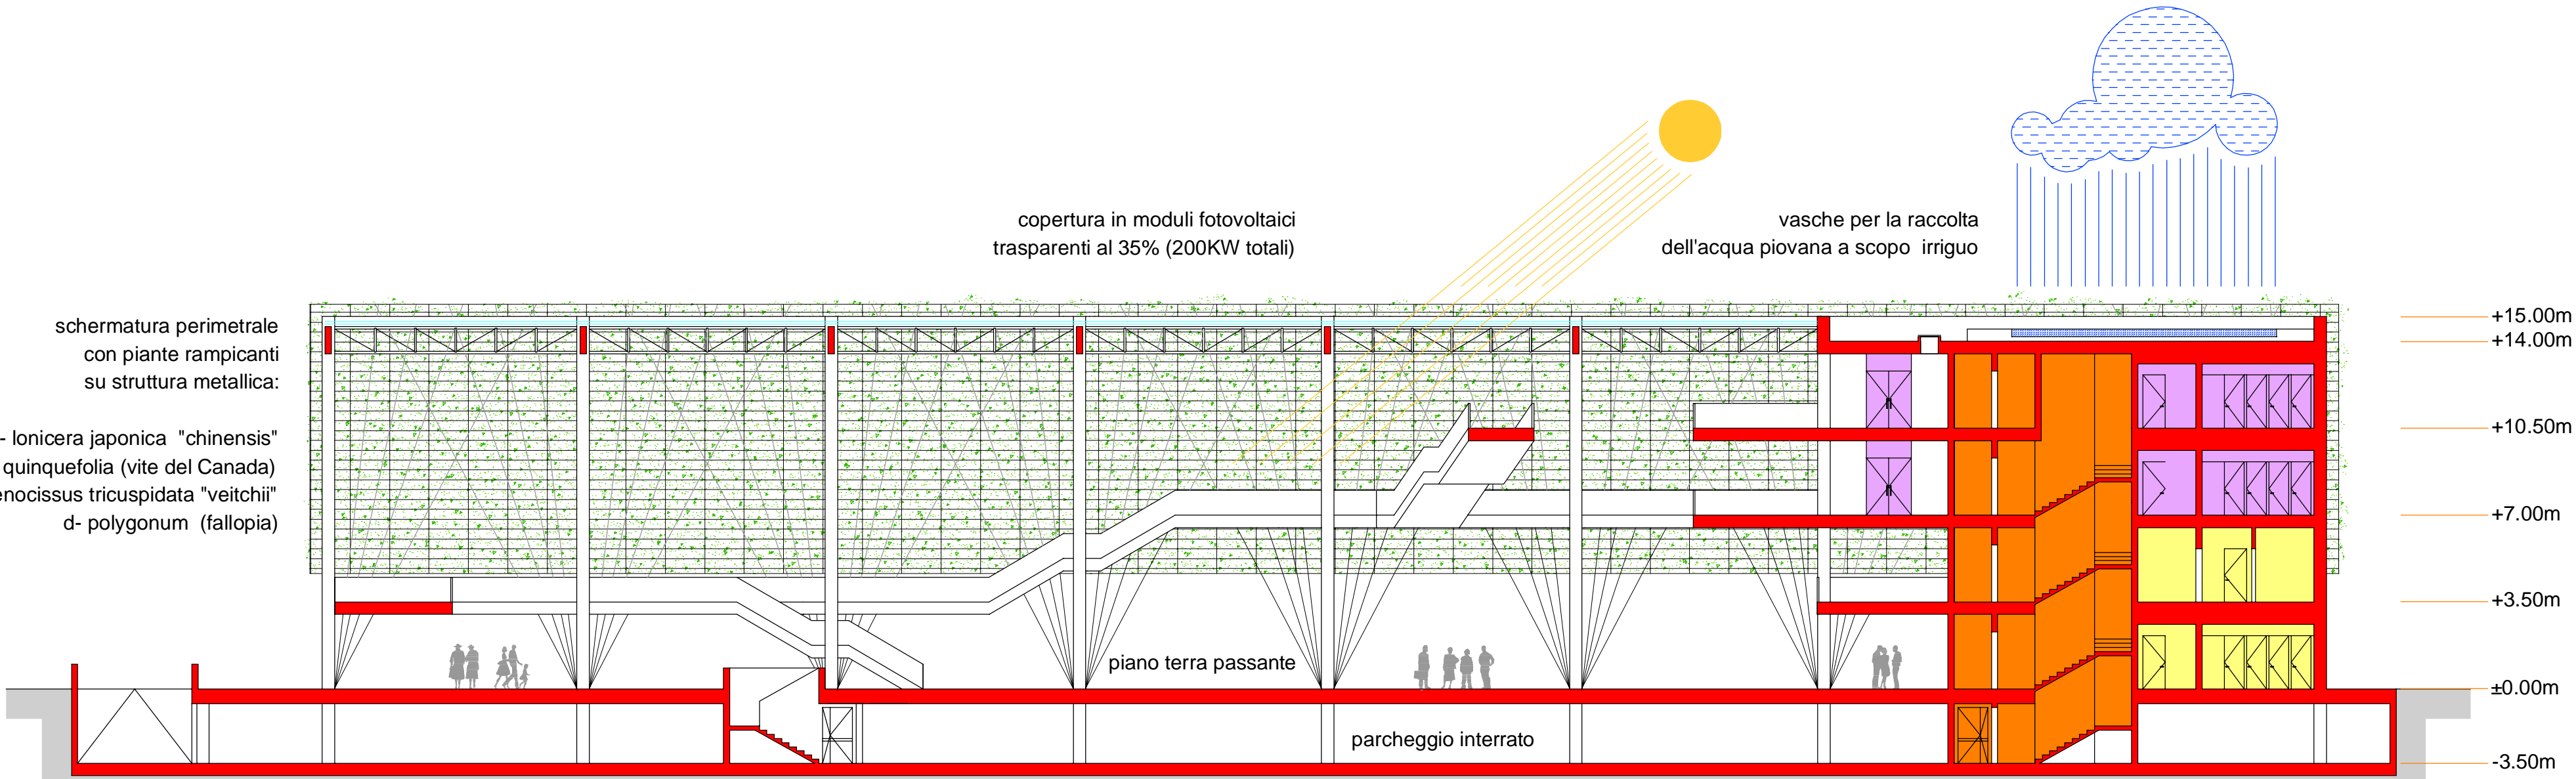 copertura in moduli fotovoltaici
trasparenti al 35% (200KW totali)
vasche per la raccolta
dell'acqua piovana a scopo irriguo
schermatura perimetrale
con piante rampicanti
su struttura metallica:
- lonicera japonica "chinensis"
quinquefolia (vite del Canada)
enocissus tricuspidata "veitchii"
d- polygonum (fallopia)
+15.00m
+14.00m
+10.50m
+7.00m
+3.50m
±0.00m
-3.50m
piano terra passante
parcheggio interrato